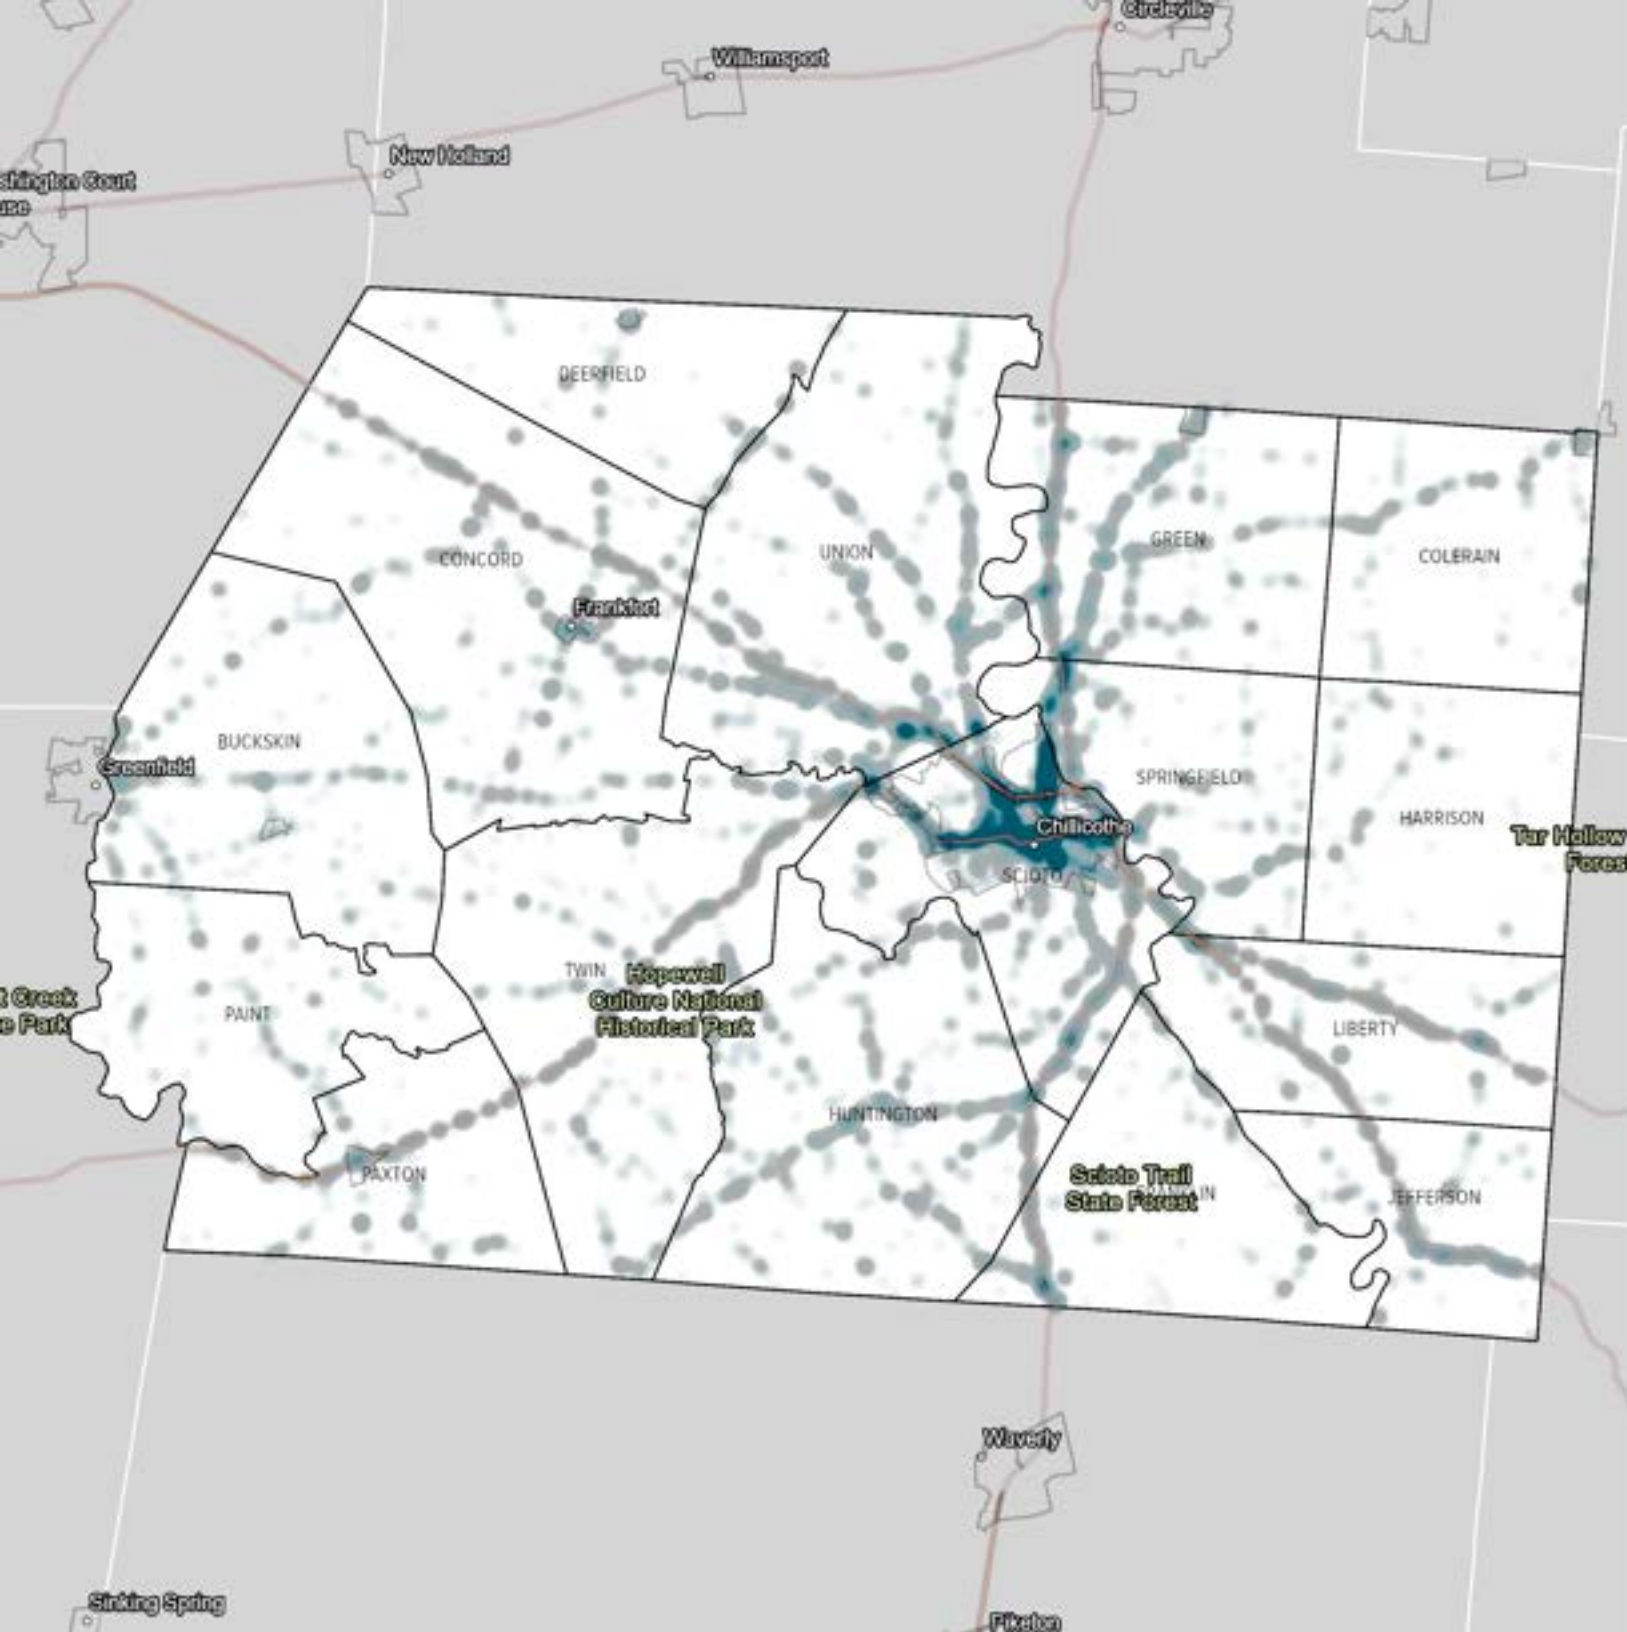 Circleville
Williamsport
New Holland
shington Court
use
DEERFIELD
UNION
GREEN
COLERAIN
CONCORD
Frankfort
BUCKSKIN
Greenfield
SPRINGFIELD
HARRISON
Chillicothe
Tar Hollow
Fores
SCIOTO
TWIN
Hopewell
Culture National
Historical Park
t Creek
e Park
PAINT
LIBERTY
HUNTINGTON
PAXTON
Scioto Trail
State Forest
JEFFERSON
Waverly
Sinking Spring
Piketon